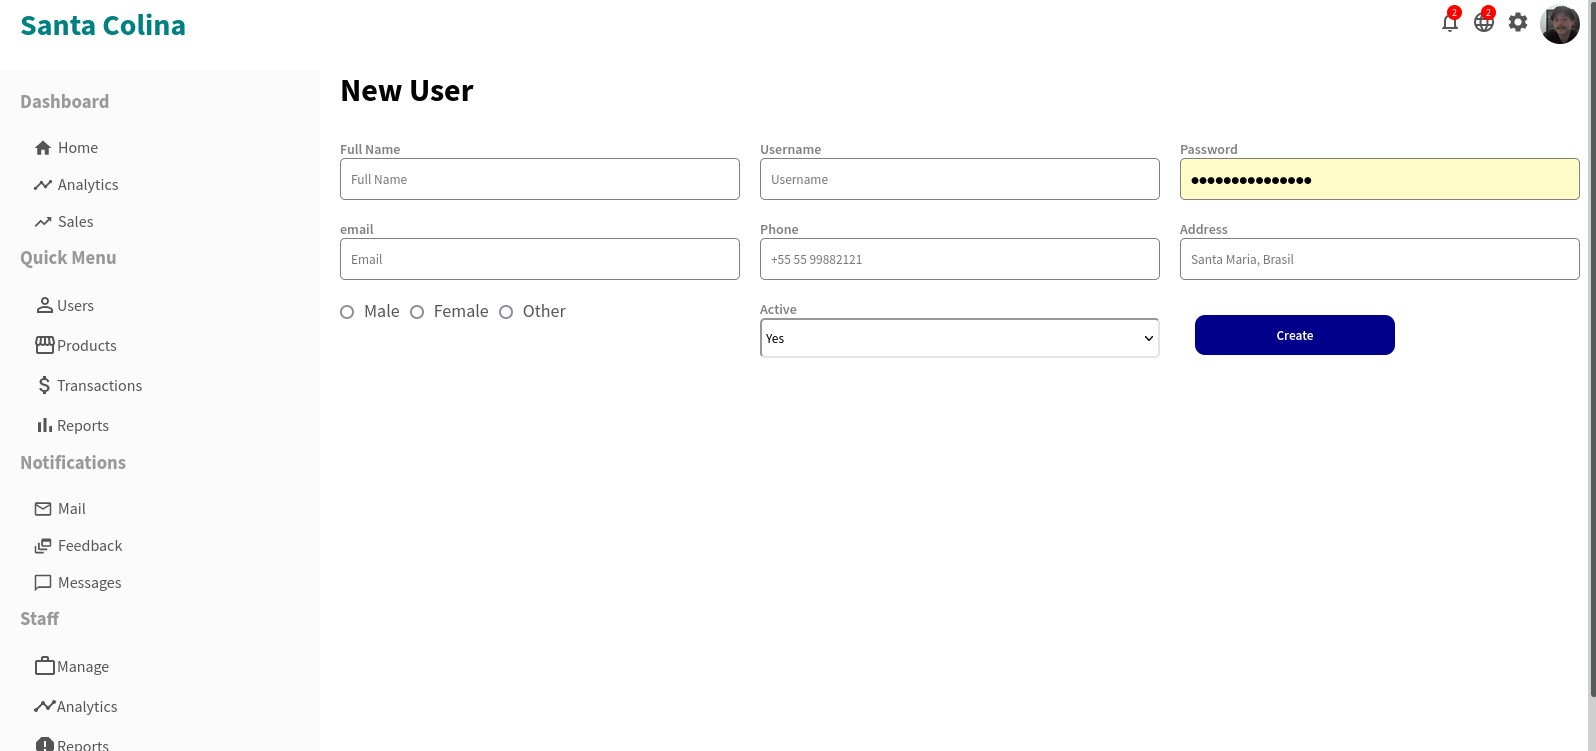 Santa Colina
2
2
Dashboard
Home
Analytics
Sales
Quick Menu
Users
Products
Transactions
Reports
Notifications
Mail
Feedback
Messages
Staff
Manage
Analytics
Reports
New User
Full Name
Username
Password
Full Name
Username
•••••••••••••••
email
Phone
Address
Email
+55 55 99882121
Santa Maria, Brasil
Male
Female
Other
Active
Yes
Create